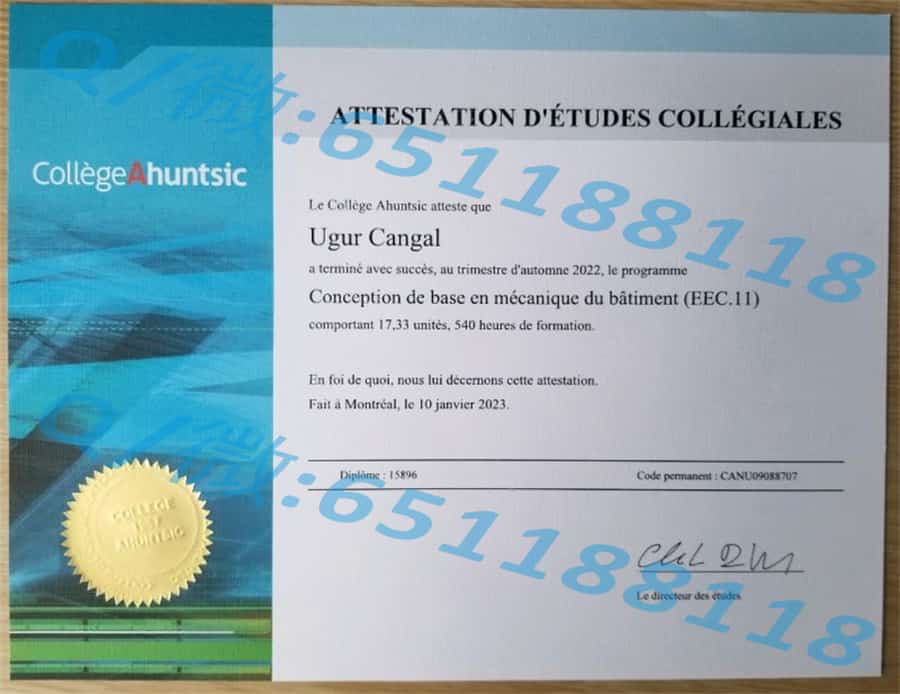 ATTESTATION D'ÉTUDES COLLÉGIALES
CollègeAhuntsic
Le Collège Ahuntsic atteste que
Ugur Cangal
a terminé avec succès, au trimestre d'automne 2022, le programme
Conception de base en mécanique du bâtiment (EEC.11)
comportant 17,33 unités, 540 heures de formation.
En foi de quoi, nous lui décernons cette attestation.
Fait à Montréal, le 10 janvier 2023.
Diplôme : 15896
Code permanent : CANU09088707
COLLEGE
AHUNTSIC
Le directeur des études
Q/微:651188118
Q/微:651188118